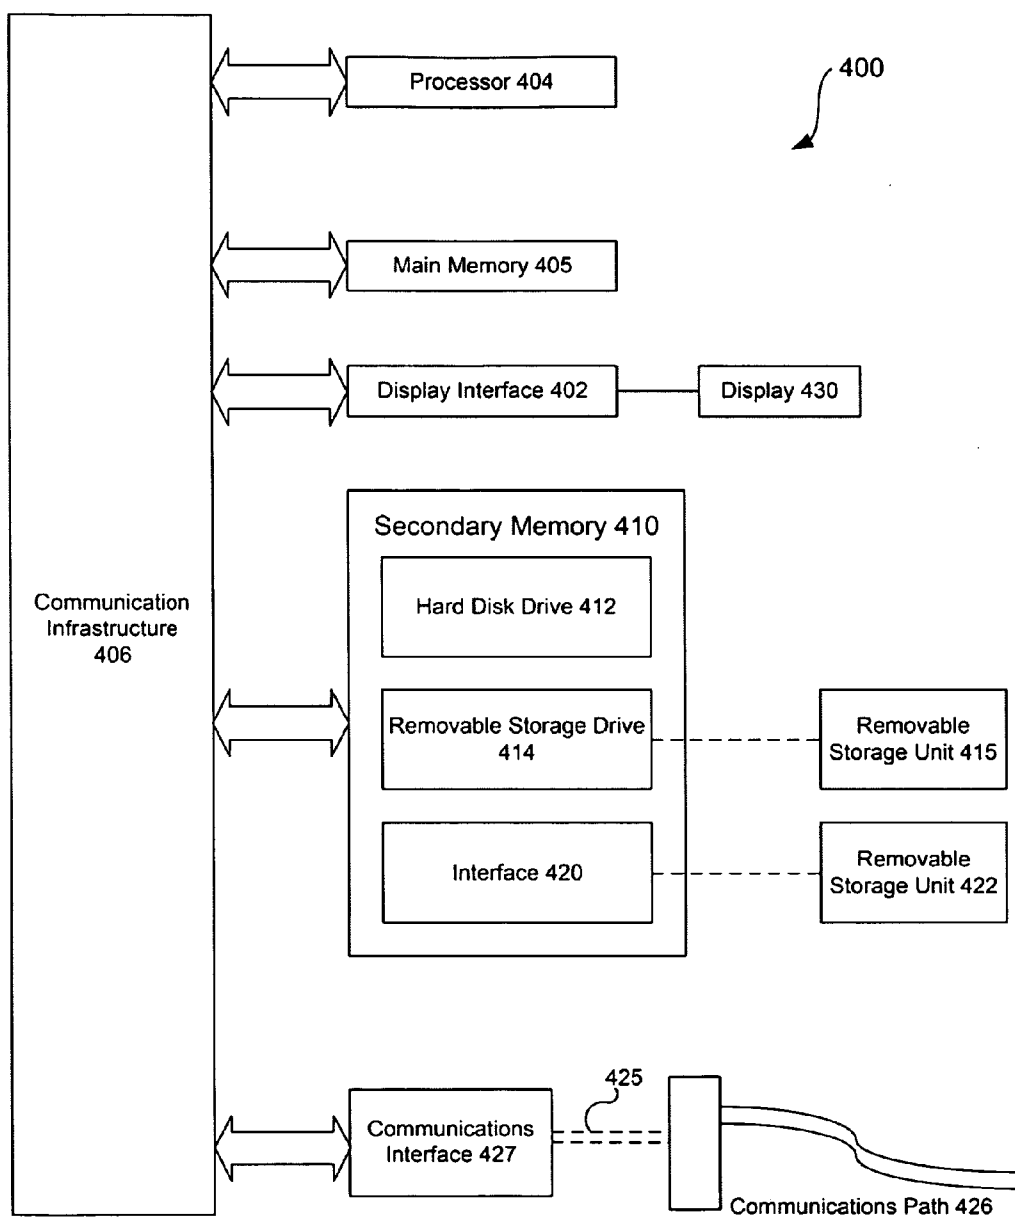 Processor 404
400
Main Memory 405
Display Interface 402
Display 430
Secondary Memory 410
Hard Disk Drive 412
Communication
Infrastructure
406
Removable Storage Drive
414
Removable
Storage Unit 415
Interface 420
Removable
Storage Unit 422
425
Communications
Interface 427
Communications Path 426